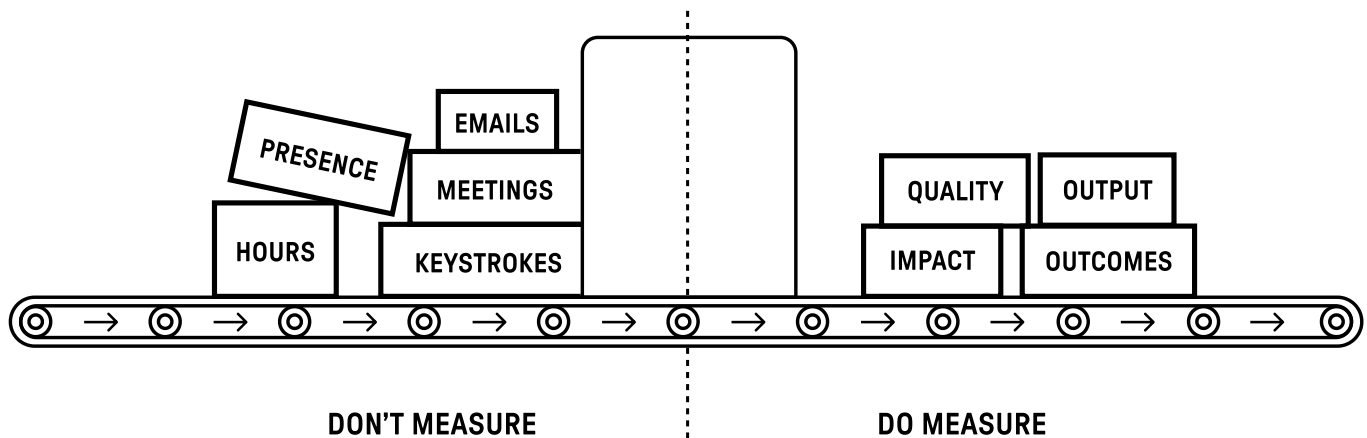 EMAILS
PRESENCE
MEETINGS
HOURS
KEYSTROKES
QUALITY
OUTPUT
IMPACT
OUTCOMES
DON'T MEASURE
DO MEASURE